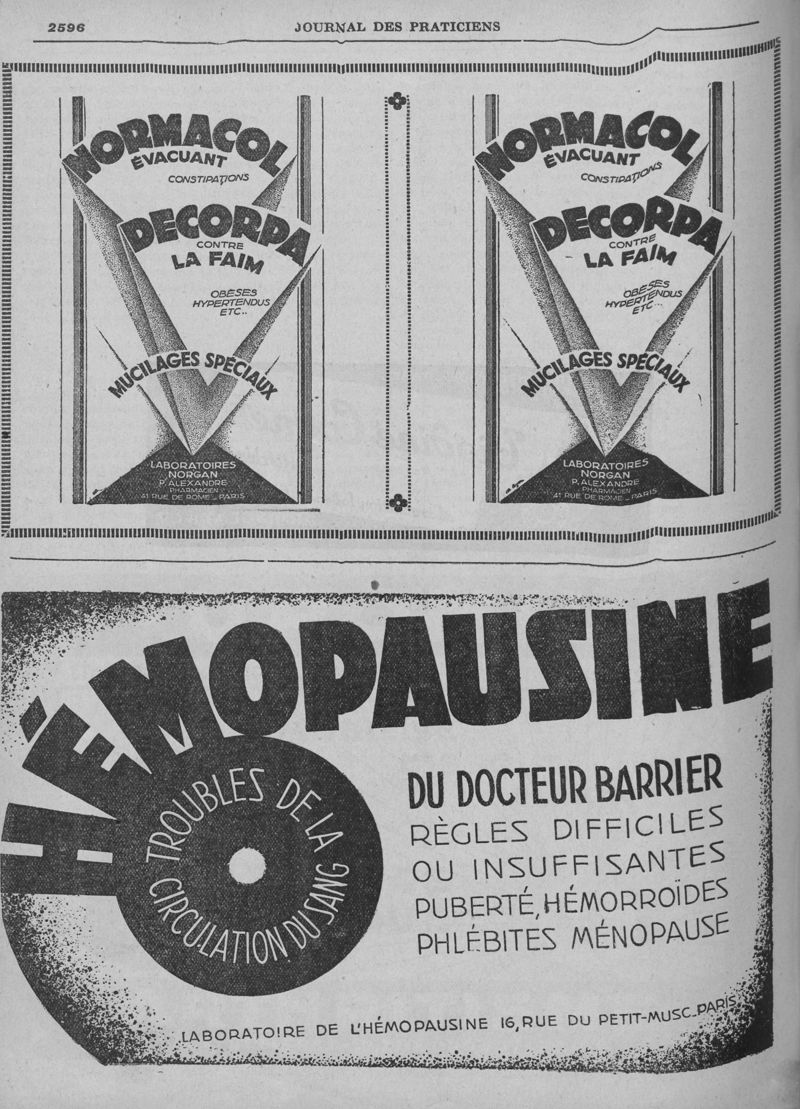 2596 JOURNAL DES PRATICIENS
NORMACOL
ÉVACUANT
CONSTIPATIONS
DECORPA
CONTRE
LA FAIM
OBÈSES
HYPERTENDUS
ETC..
MUCILAGES SPÉCIAUX
LABORATOIRES
NORGAN
P. ALEXANDRE
PHARMACIEN
41 RUE DE ROME _ PARIS
NORMACOL
ÉVACUANT
CONSTIPATIONS
DECORPA
CONTRE
LA FAIM
OBÈSES
HYPERTENDUS
ETC...
MUCILAGES SPÉCIAUX
LABORATOIRES
NORGAN
P. ALEXANDRE
PHARMACIEN
41 RUE DE ROME _ PARIS
HÉMOPAUSINE
TROUBLES DE LA
CIRCULATION DU SANG
DU DOCTEUR BARRIER
RÈGLES DIFFICILES
OU INSUFFISANTES
PUBERTÉ, HÉMORROÏDES
PHLÉBITES MÉNOPAUSE
LABORATOIRE DE L'HÉMOPAUSINE 16, RUE DU PETIT-MUSC_PARIS